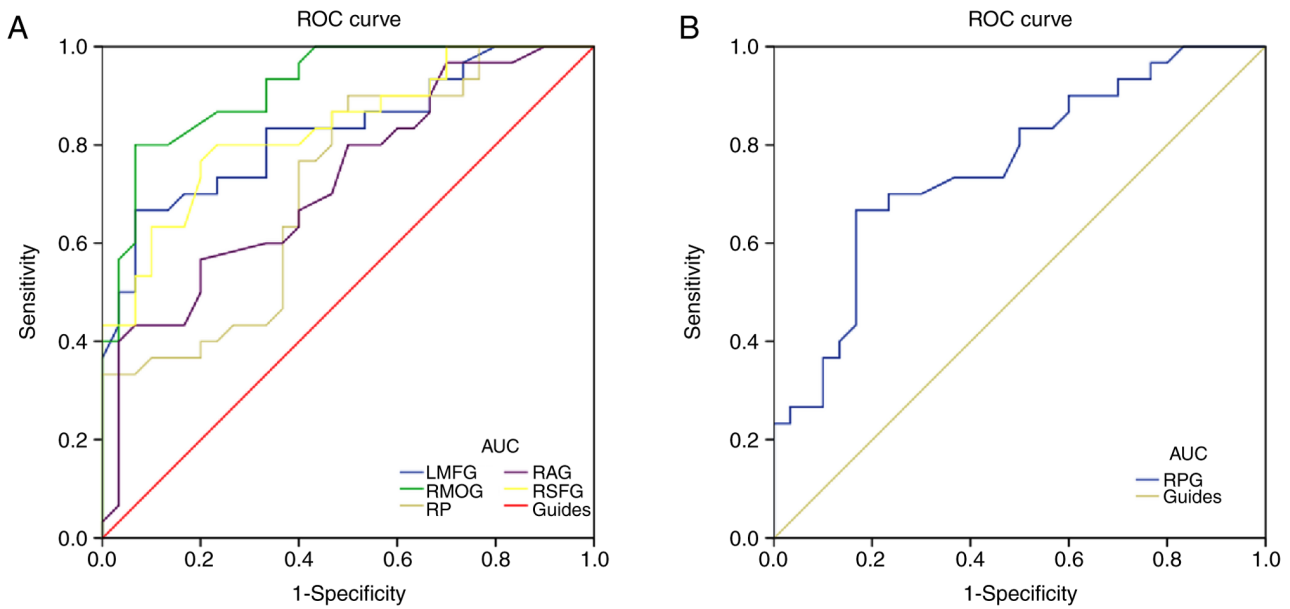 A
ROC curve
1.0
0.8
0.6
0.4
0.2
0.0
Sensitivity
AUC
LMFG
RAG
RMOG
RSFG
RP
Guides
0.0 0.2 0.4 0.6 0.8 1.0
1-Specificity
B
ROC curve
1.0
0.8
0.6
0.4
0.2
0.0
Sensitivity
AUC
RPG
Guides
0.0 0.2 0.4 0.6 0.8 1.0
1-Specificity